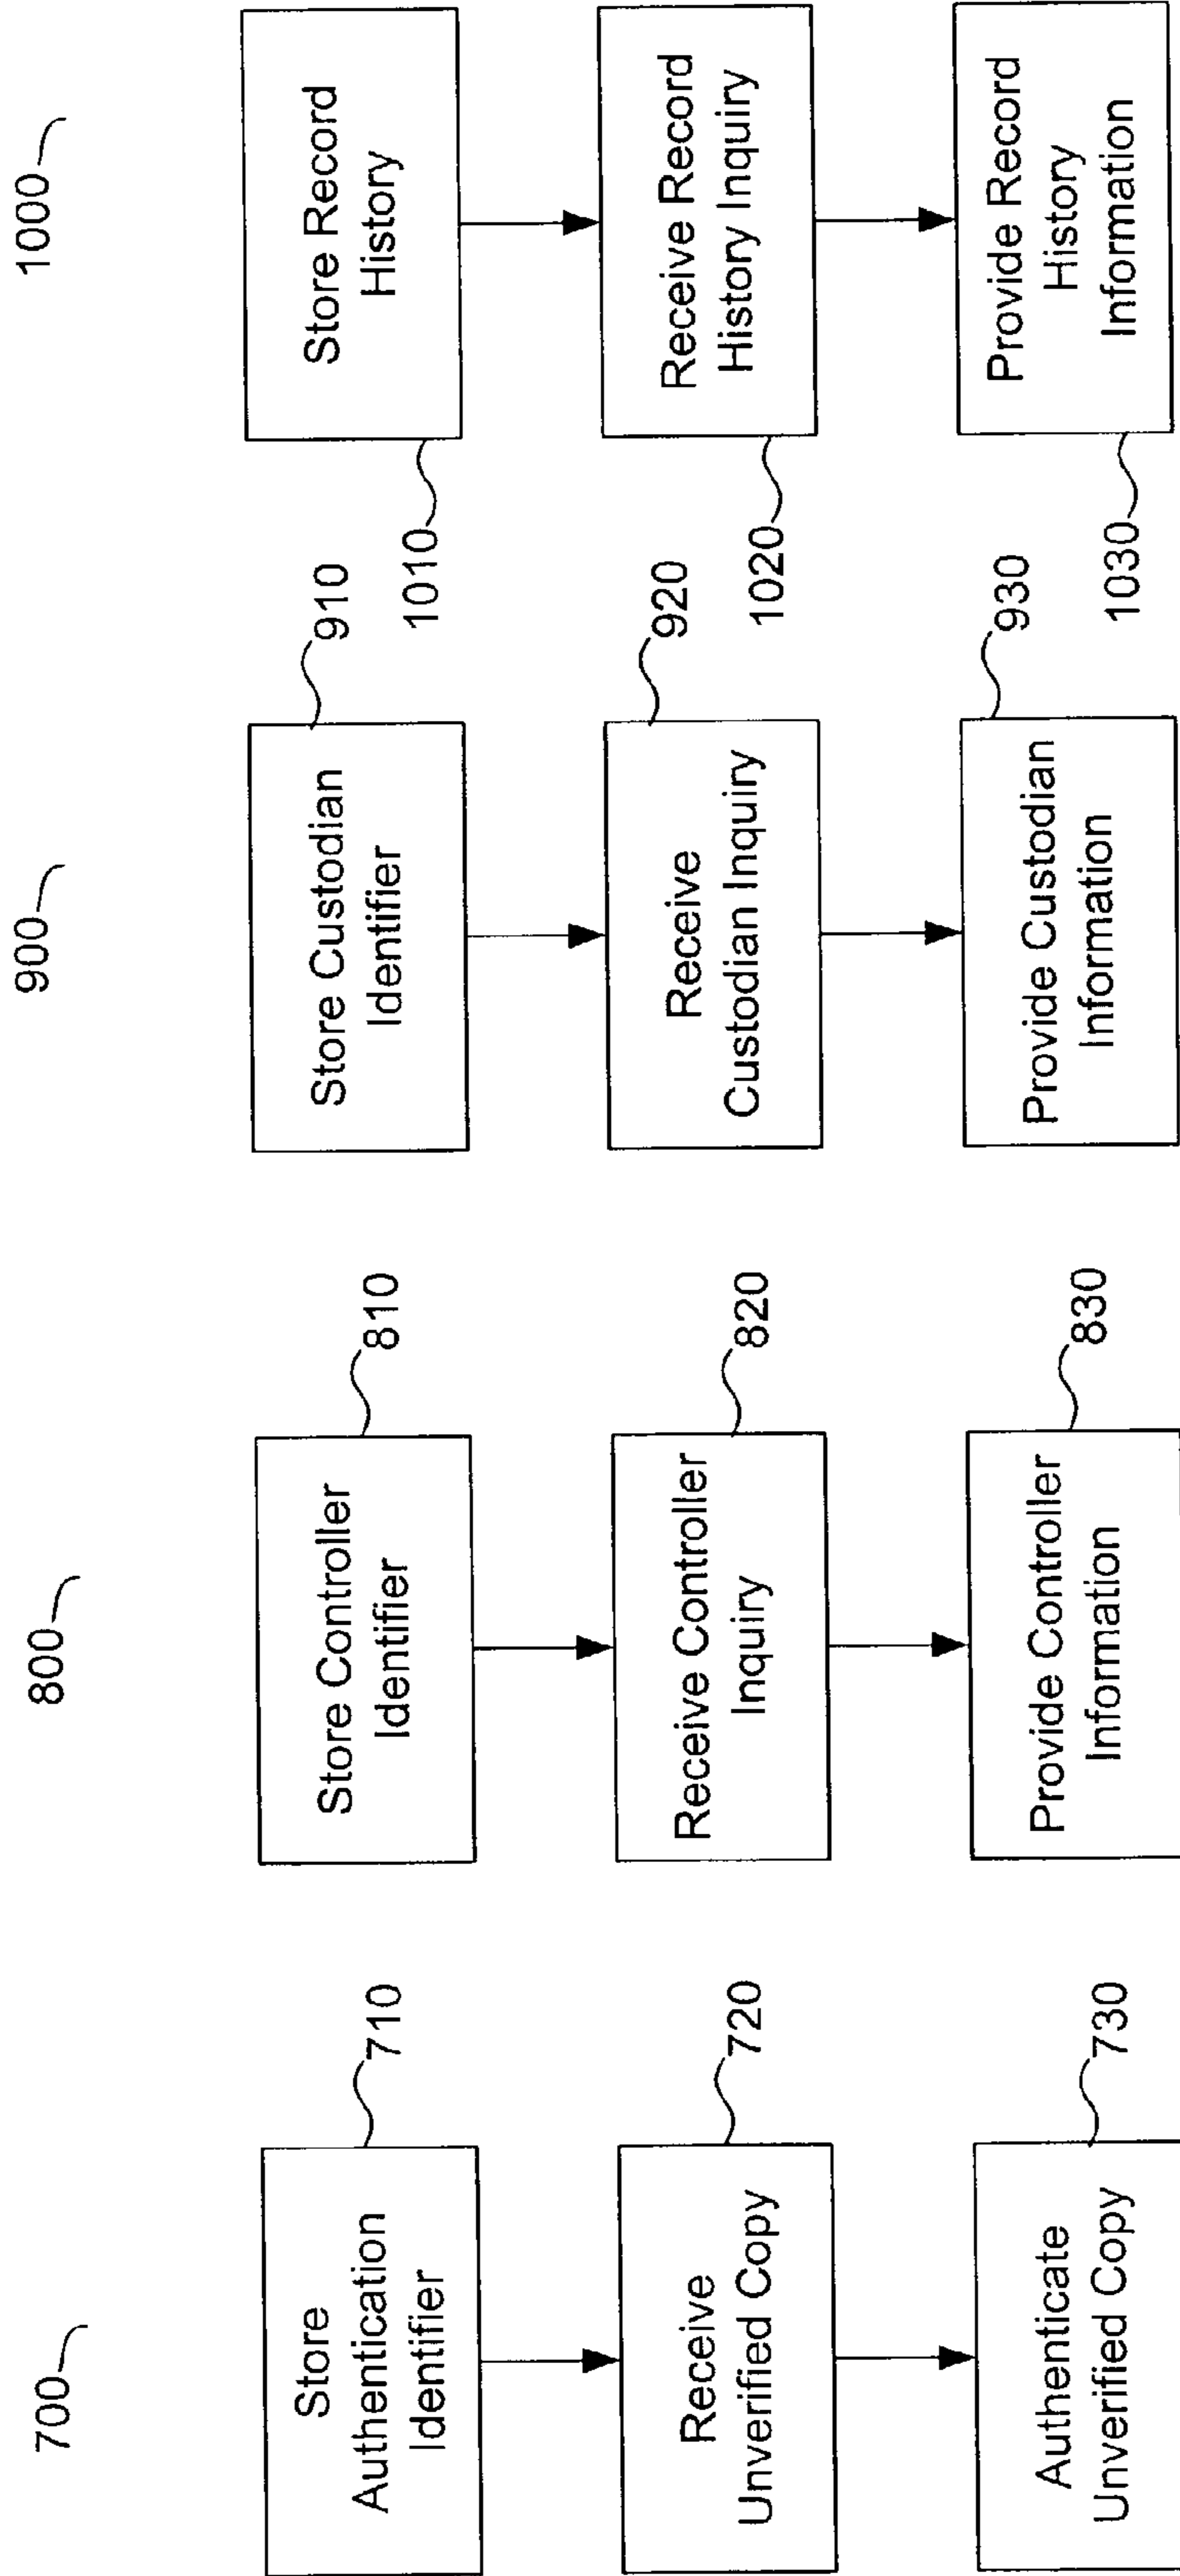 700
Store
Authentication
Identifier
710
Receive
Unverified Copy
720
Authenticate
Unverified Copy
730
800
Store Controller
Identifier
810
Receive Controller
Inquiry
820
Provide Controller
Information
830
900
Store Custodian
Identifier
910
Receive
Custodian Inquiry
920
Provide Custodian
Information
930
1000
Store Record
History
1010
Receive Record
History Inquiry
1020
Provide Record
History
Information
1030